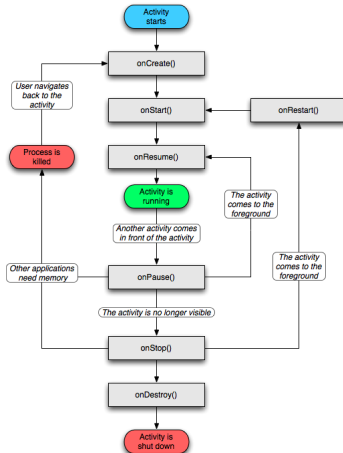 Activity
starts
onCreate()
User navigates
back to the
activity
onStart()
onRestart()
onResume()
Process is
killed
Activity is
running
The activity
comes to the
foreground
Another activity comes
in front of the activity
The activity
comes to the
foreground
Other applications
need memory
onPause()
The activity is no longer visible
onStop()
onDestroy()
Activity is
shut down